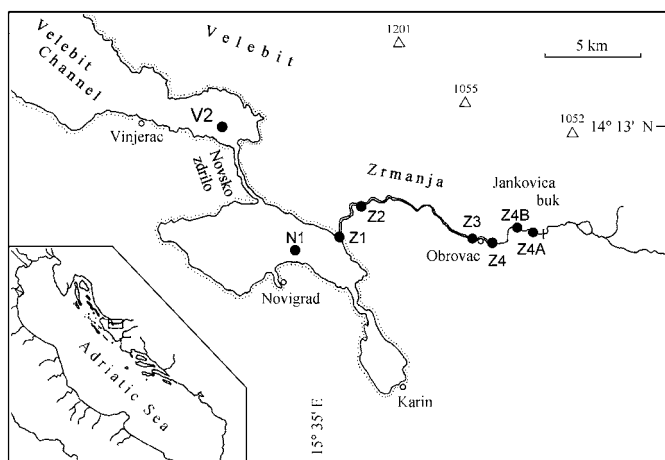 Velebit
Channel
Velebit
1201
5 km
1055
1052
14° 13' N
V2
Vinjerac
Novsko
zdrilo
Zrmanja
Jankovica
buk
Z2
Z1
Z3
Z4B
Z4A
Z4
Obrovac
N1
Novigrad
Karin
15° 35' E
Adriatic Sea